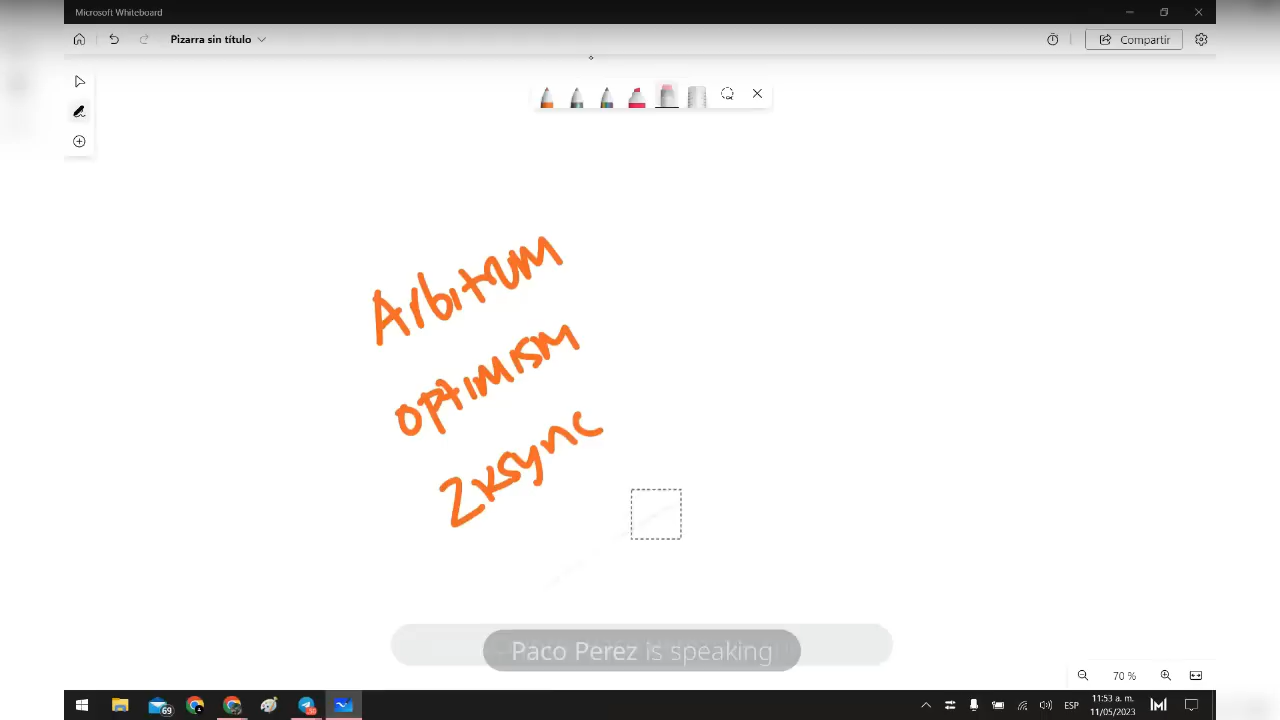 Microsoft Whiteboard
Pizarra sin título
Compartir
Arbitrum
optimism
Zksync
Paco Perez is speaking
70 %
69
ESP
11:53 a. m.
11/05/2023